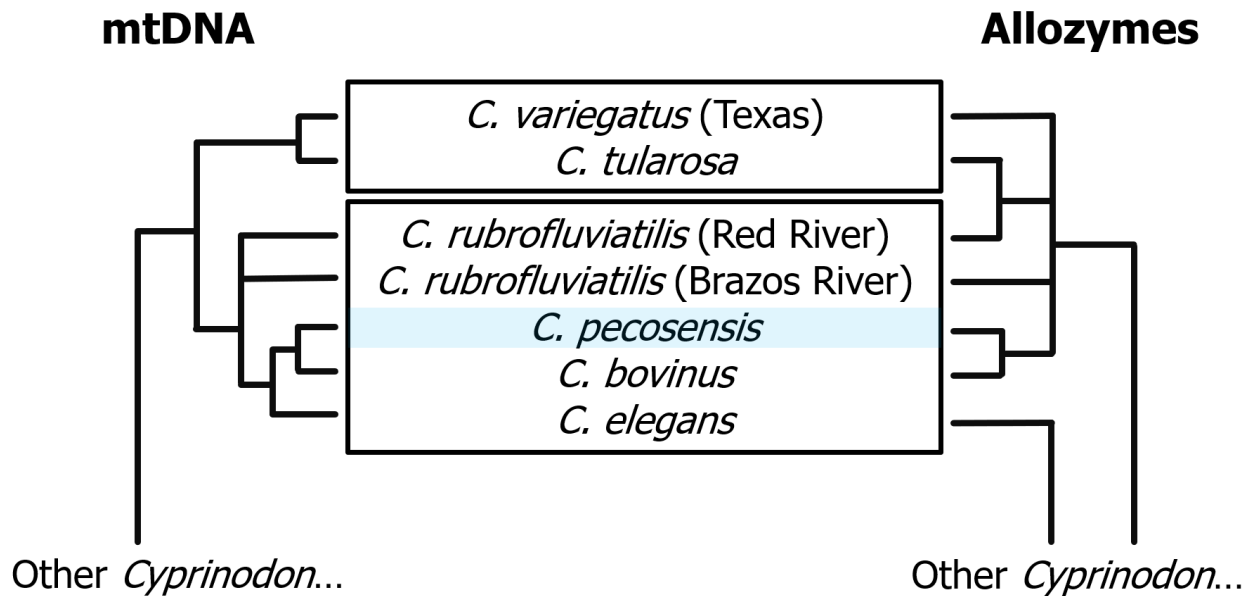 mtDNA
Allozymes
C. variegatus (Texas)
C. tularosa
C. rubrofluviatilis (Red River)
C. rubrofluviatilis (Brazos River)
C. pecosensis
C. bovinus
C. elegans
Other Cyprinodon...
Other Cyprinodon...